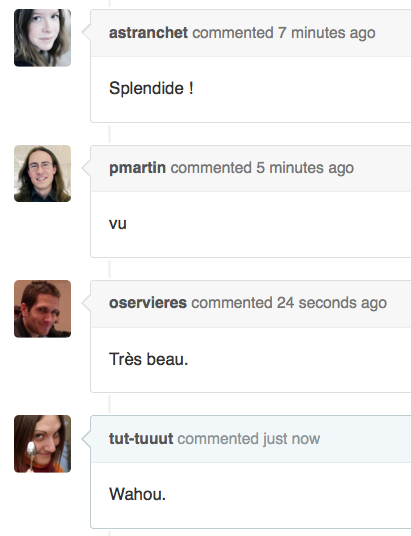 astranchet commented 7 minutes ago
Splendide !
pmartin commented 5 minutes ago
vu
oservieres commented 24 seconds ago
Très beau.
tut-tuuut commented just now
Wahou.